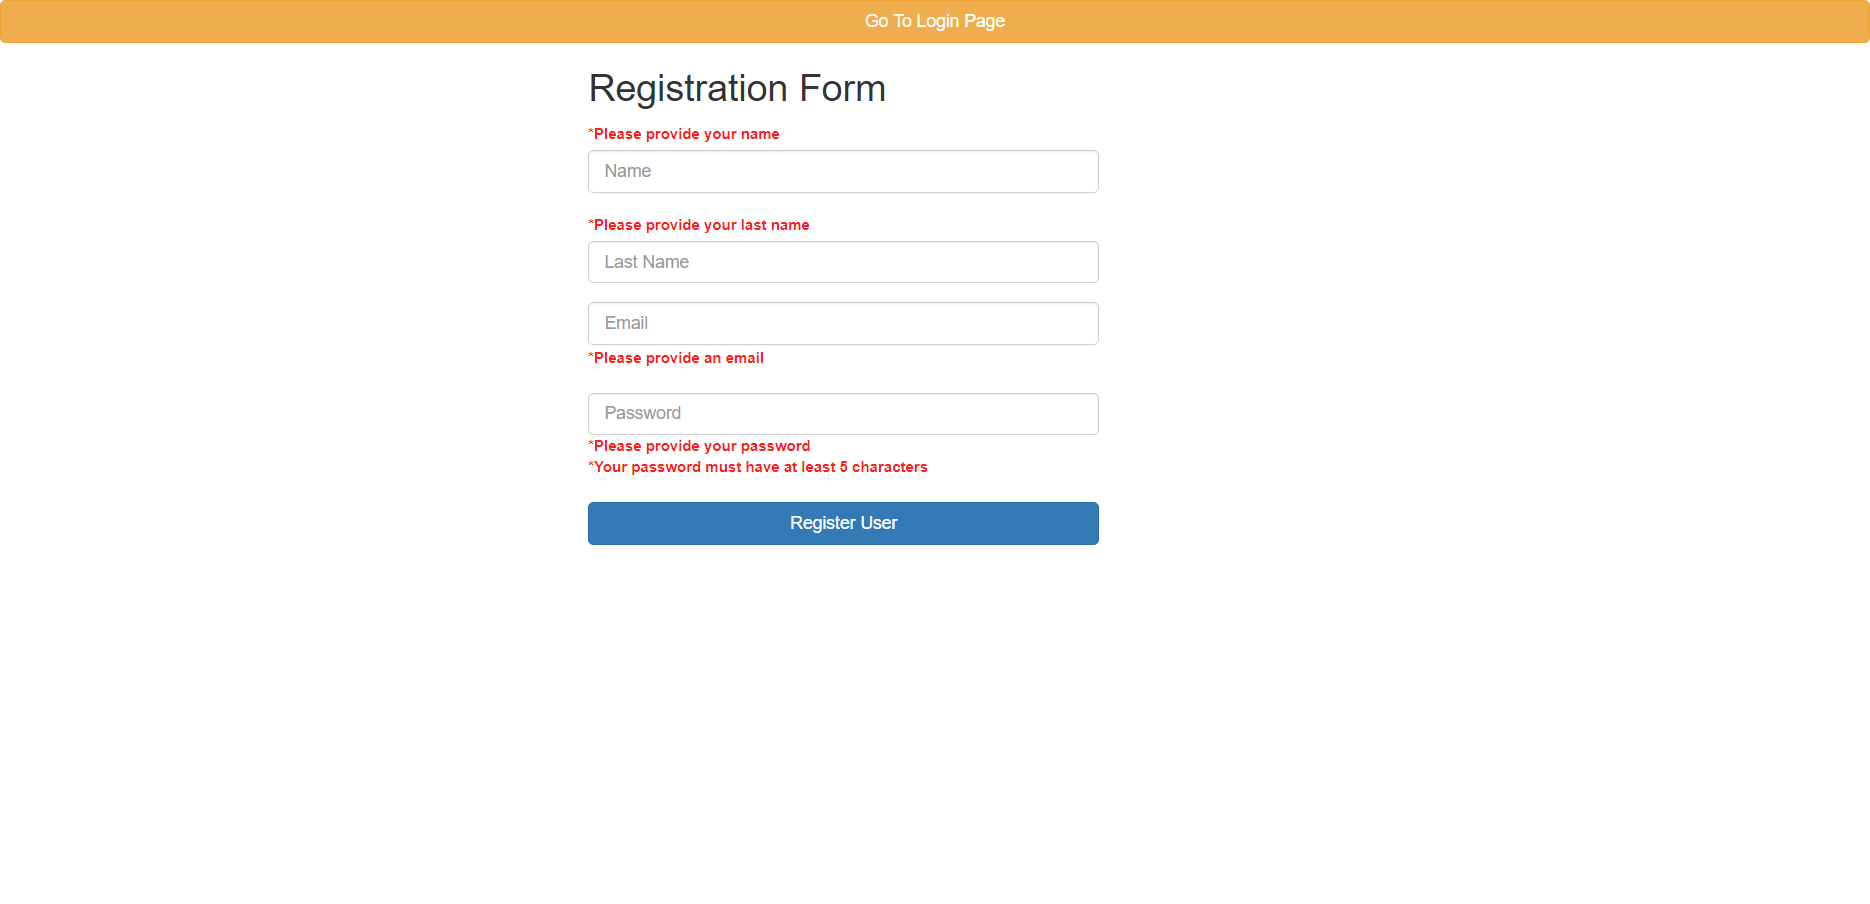 Go To Login Page
Registration Form
*Please provide your name
Name
*Please provide your last name
Last Name
Email
*Please provide an email
Password
*Please provide your password
*Your password must have at least 5 characters
Register User